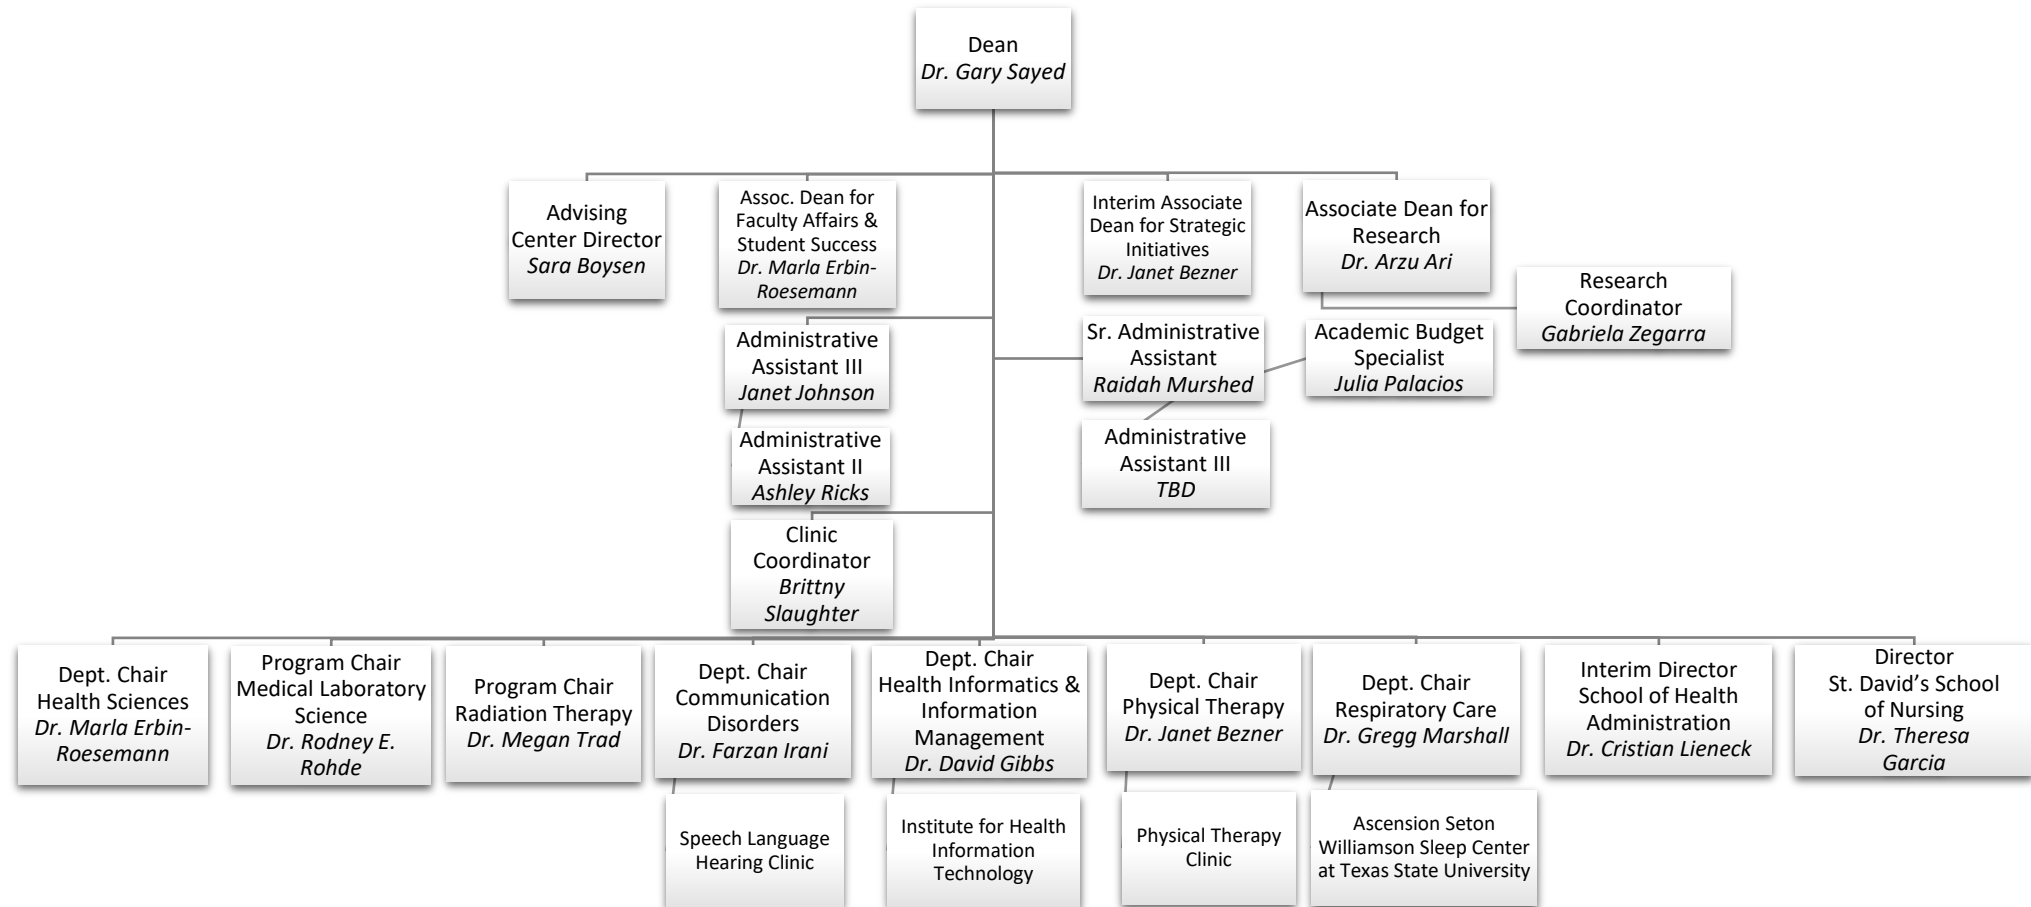 Dean
Dr. Gary Sayed
Advising
Center Director
Sara Boysen
Assoc. Dean for
Faculty Affairs &
Student Success
Dr. Marla Erbin-
Roesemann
Interim Associate
Dean for Strategic
Initiatives
Dr. Janet Bezner
Associate Dean for
Research
Dr. Arzu Ari
Research
Coordinator
Gabriela Zegarra
Administrative
Assistant III
Janet Johnson
Sr. Administrative
Assistant
Raidah Murshed
Academic Budget
Specialist
Julia Palacios
Administrative
Assistant II
Ashley Ricks
Administrative
Assistant III
TBD
Clinic
Coordinator
Brittny
Slaughter
Dept. Chair
Health Sciences
Dr. Marla Erbin-
Roesemann
Program Chair
Medical Laboratory
Science
Dr. Rodney E.
Rohde
Program Chair
Radiation Therapy
Dr. Megan Trad
Dept. Chair
Communication
Disorders
Dr. Farzan Irani
Dept. Chair
Health Informatics &
Information
Management
Dr. David Gibbs
Dept. Chair
Physical Therapy
Dr. Janet Bezner
Dept. Chair
Respiratory Care
Dr. Gregg Marshall
Interim Director
School of Health
Administration
Dr. Cristian Lieneck
Director
St. David’s School
of Nursing
Dr. Theresa
Garcia
Speech Language
Hearing Clinic
Institute for Health
Information
Technology
Physical Therapy
Clinic
Ascension Seton
Williamson Sleep Center
at Texas State University